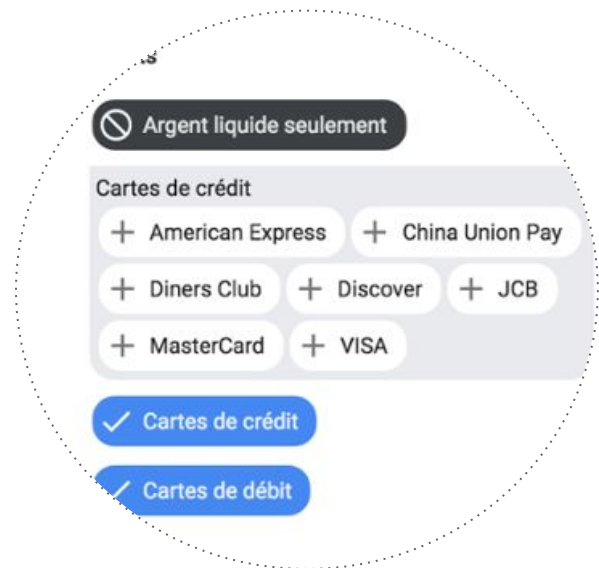 Argent liquide seulement
Cartes de crédit
American Express China Union Pay
Diners Club Discover JCB
MasterCard VISA
Cartes de crédit
Cartes de débit